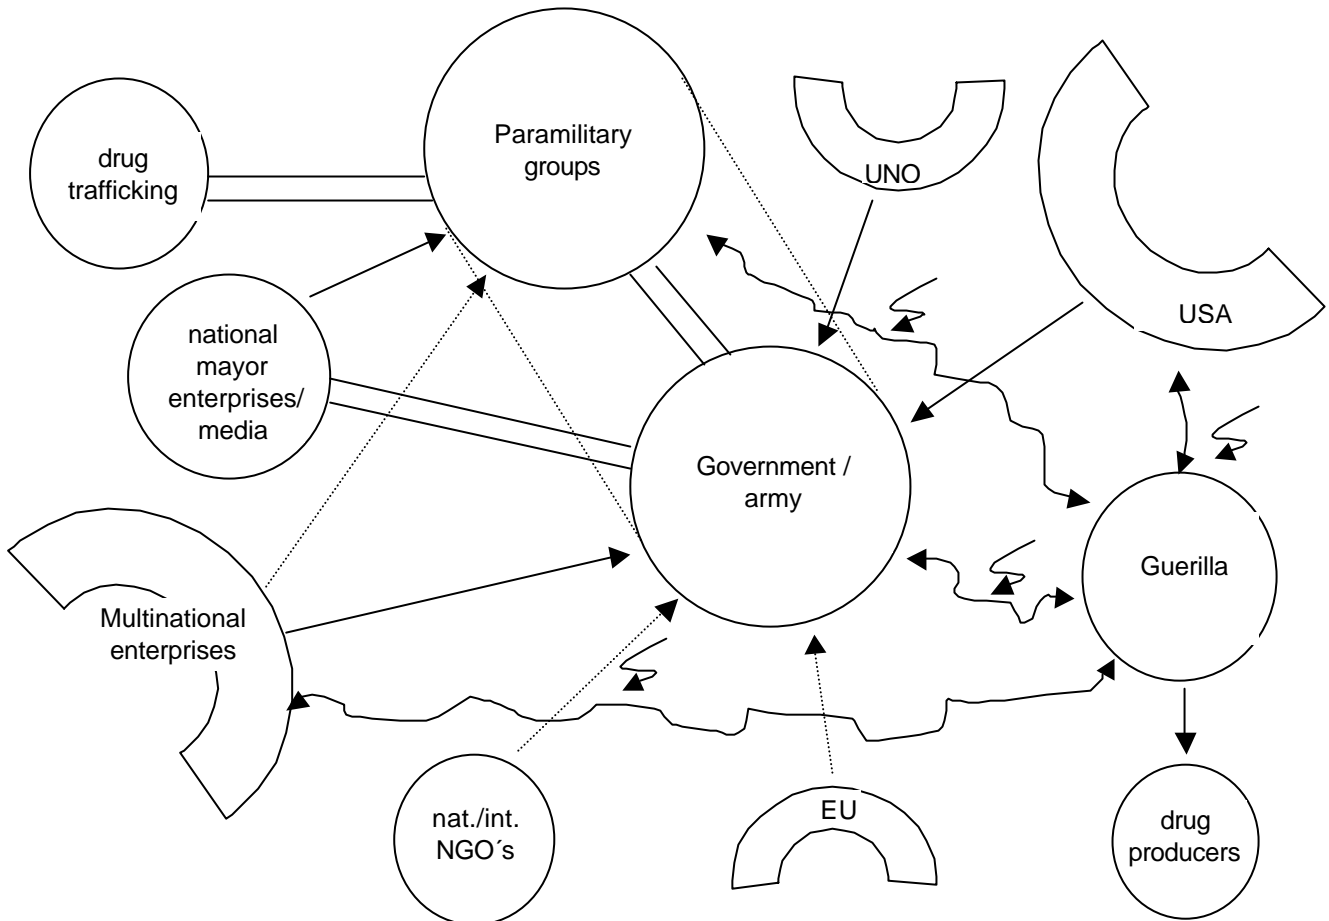 Paramilitary
groups
drug
trafficking
UNO
USA
national
mayor
enterprises/
media
Government /
army
Guerilla
Multinational
enterprises
nat./int.
NGO´s
EU
drug
producers